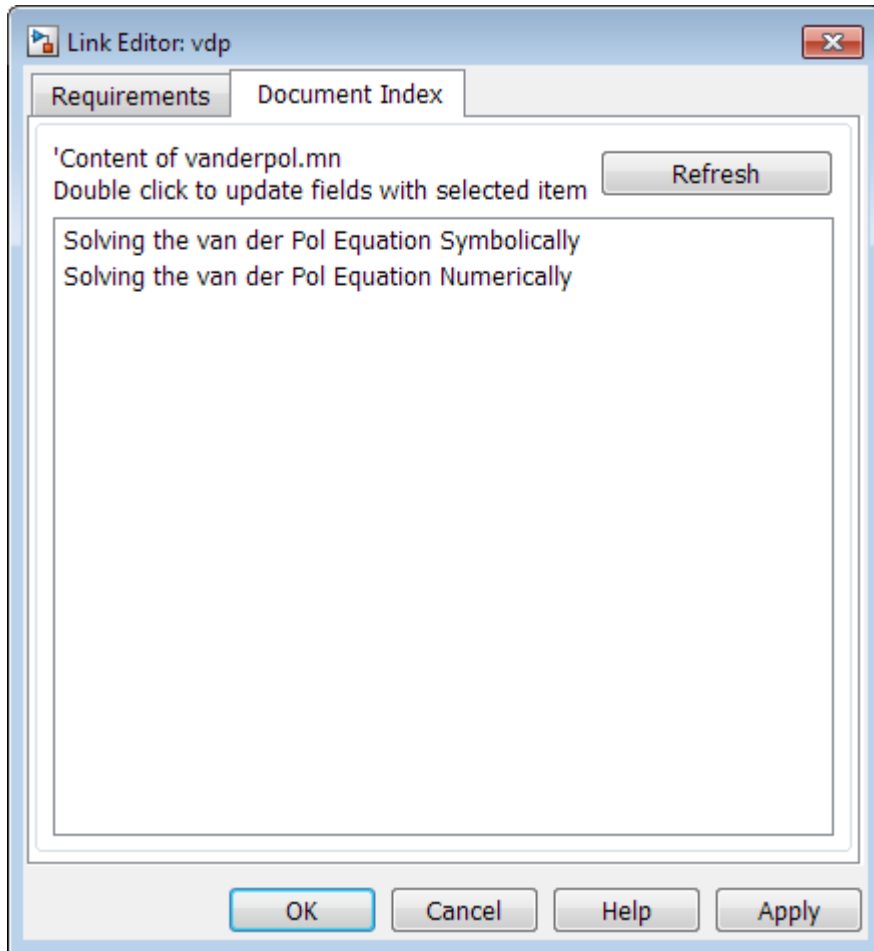 Link Editor: vdp
Requirements
Document Index
'Content of vanderpol.mn
Double click to update fields with selected item
Refresh
Solving the van der Pol Equation Symbolically
Solving the van der Pol Equation Numerically
OK
Cancel
Help
Apply